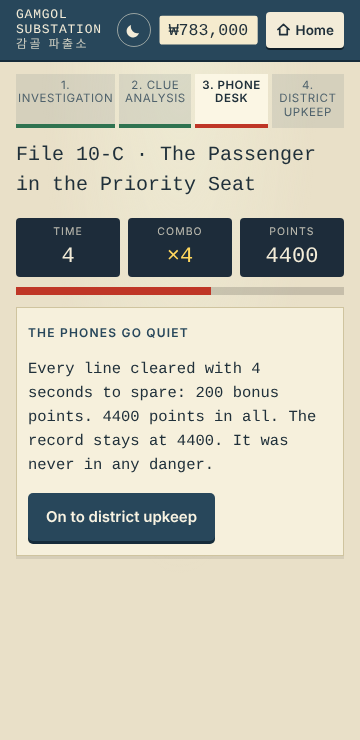 GAMGOL
SUBSTATION
감골 파출소
₩783,000
Home
1.
INVESTIGATION
2. CLUE
ANALYSIS
3. PHONE
DESK
4.
DISTRICT
UPKEEP
File 10-C · The Passenger
in the Priority Seat
TIME
4
COMBO
×4
POINTS
4400
THE PHONES GO QUIET
Every line cleared with 4
seconds to spare: 200 bonus
points. 4400 points in all. The
record stays at 4400. It was
never in any danger.
On to district upkeep